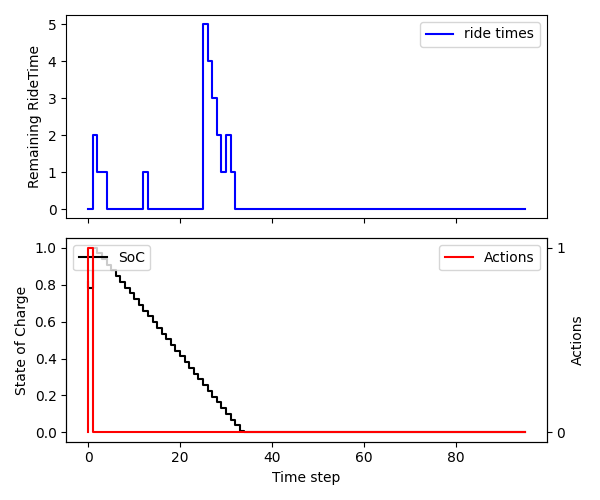 5
4
3
2
1
0
Remaining RideTime
ride times
1.0
0.8
0.6
0.4
0.2
0.0
State of Charge
SoC
Actions
1
0
Actions
0 20 40 60 80
Time step